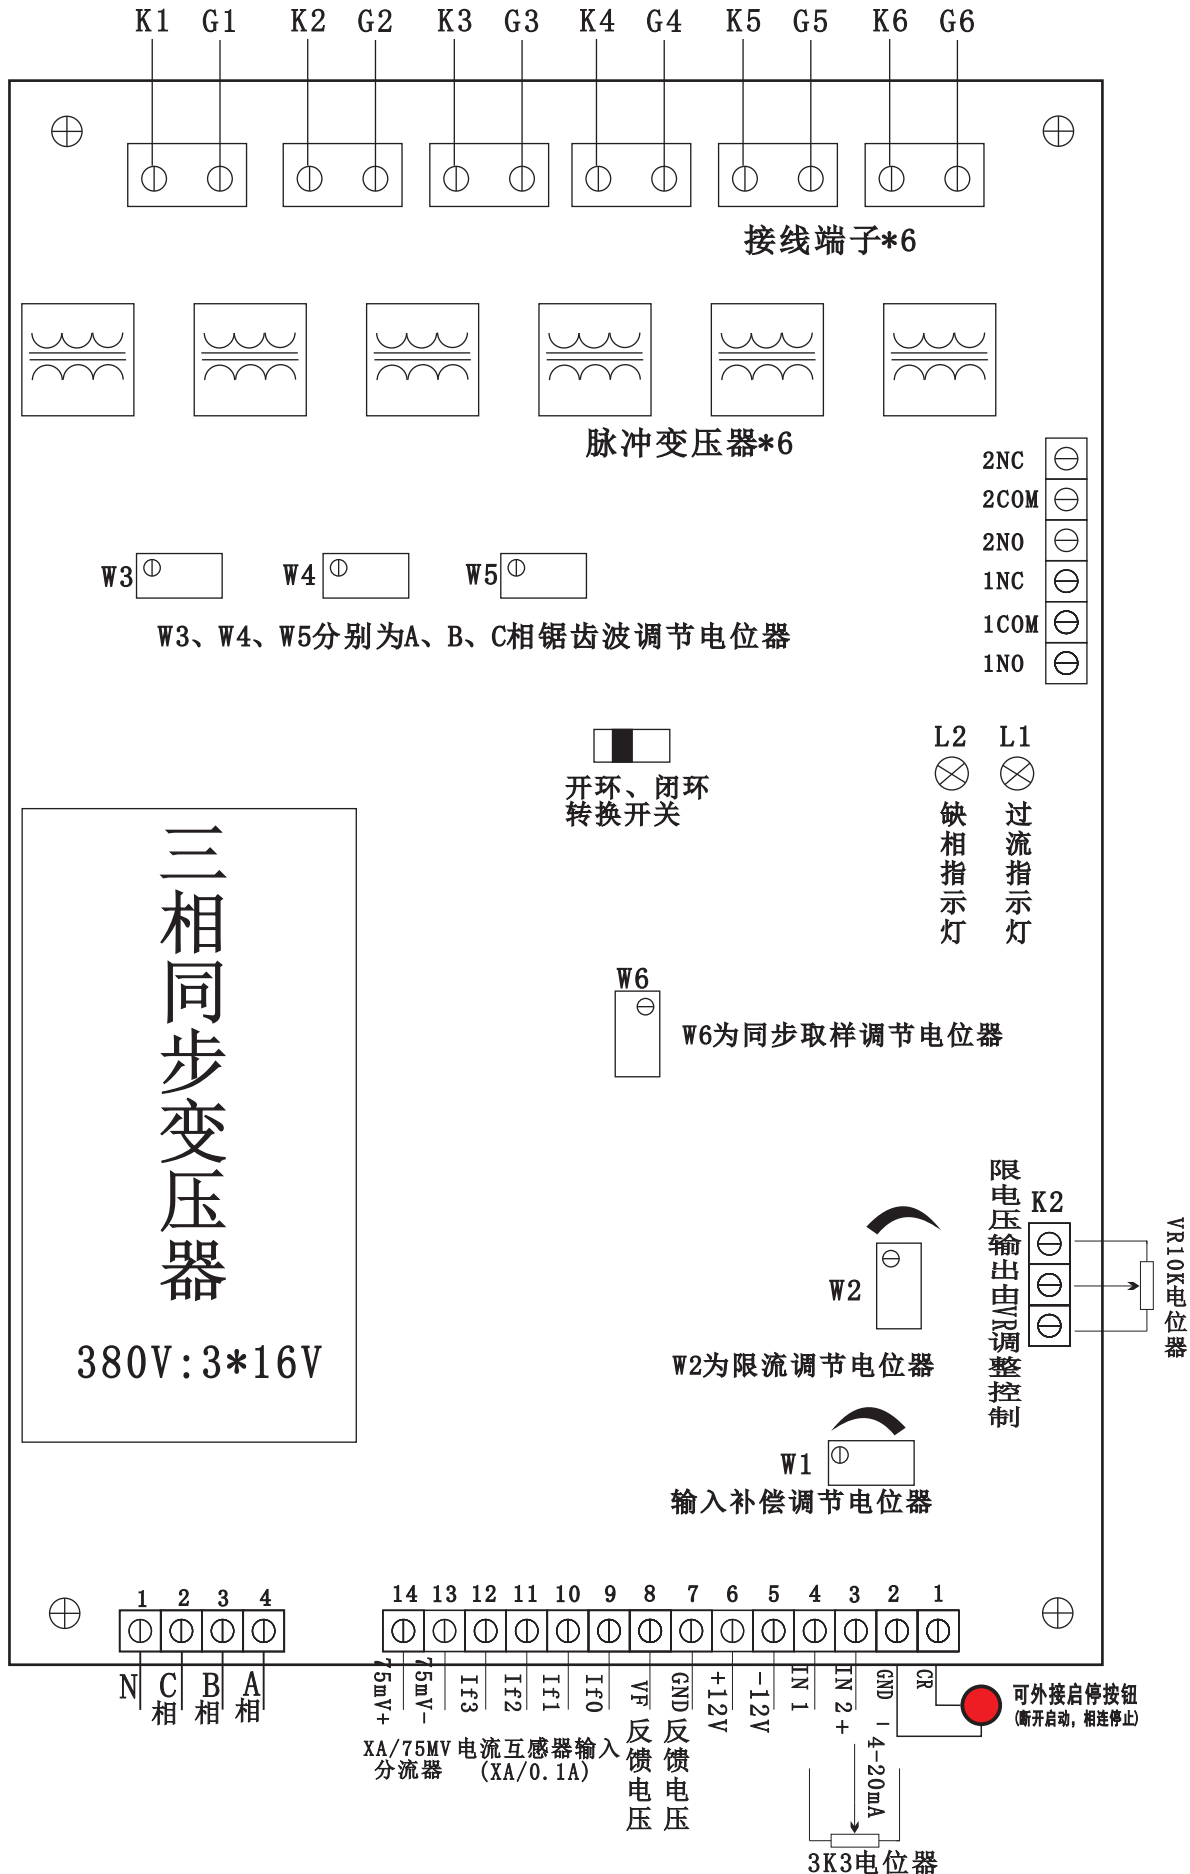 K1 G1 K2 G2 K3 G3 K4 G4 K5 G5 K6 G6
接线端子*6
脉冲变压器*6
2NC
2COM
2NO
1NC
1COM
1NO
W3 W4 W5
W3、W4、W5分别为A、B、C相锯齿波调节电位器
L2 L1
缺相指示灯
过流指示灯
开环、闭环
转换开关
三相同步变压器
380V:3*16V
W6
W6为同步取样调节电位器
限电压输出由VR调整控制
K2
VR10K电位器
W2
W2为限流调节电位器
W1
输入补偿调节电位器
1 2 3 4
N C相 B相 A相
14 13 12 11 10 9 8 7 6 5 4 3 2 1
75mV+
75mV-
If3
If2
If1
If0
VF反馈电压
GND反馈电压
+12V
-12V
IN 1
IN 2+
GND - 4-20mA
CR
XA/75MV
分流器
电流互感器输入
(XA/0.1A)
可外接启停按钮
(断开启动，相连停止)
3K3电位器